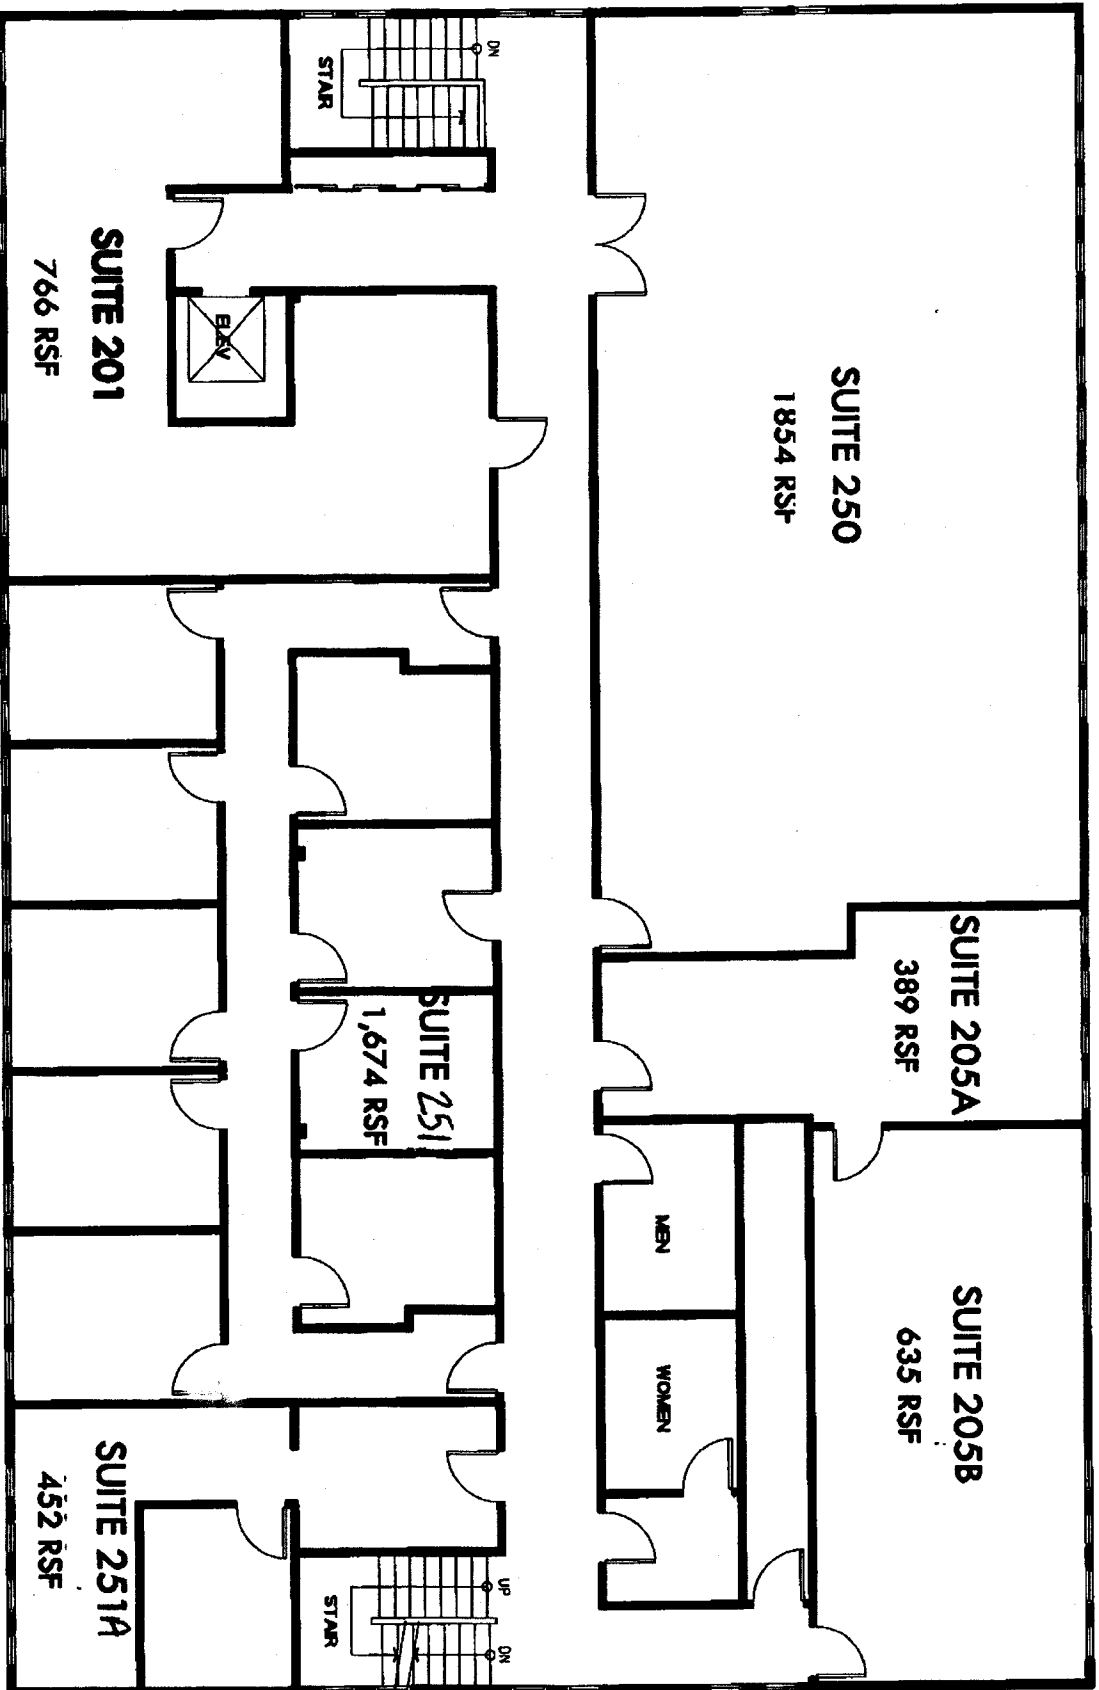 DN
STAIR
SUITE 201
766 RSF
ELEV
SUITE 250
1854 RSF
SUITE 205A
389 RSF
SUITE 251
1,674 RSF
MEN
WOMEN
SUITE 205B
635 RSF
SUITE 251A
452 RSF
UP
STAIR
DN